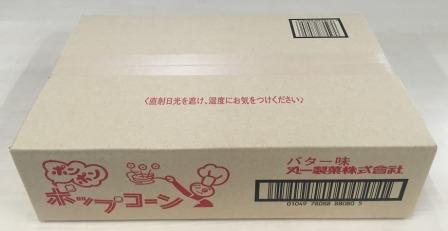 〈直射日光を避け、湿度にお気をつけください〉
ポンポン
ポップコーン
バター味
丸一製菓株式会社